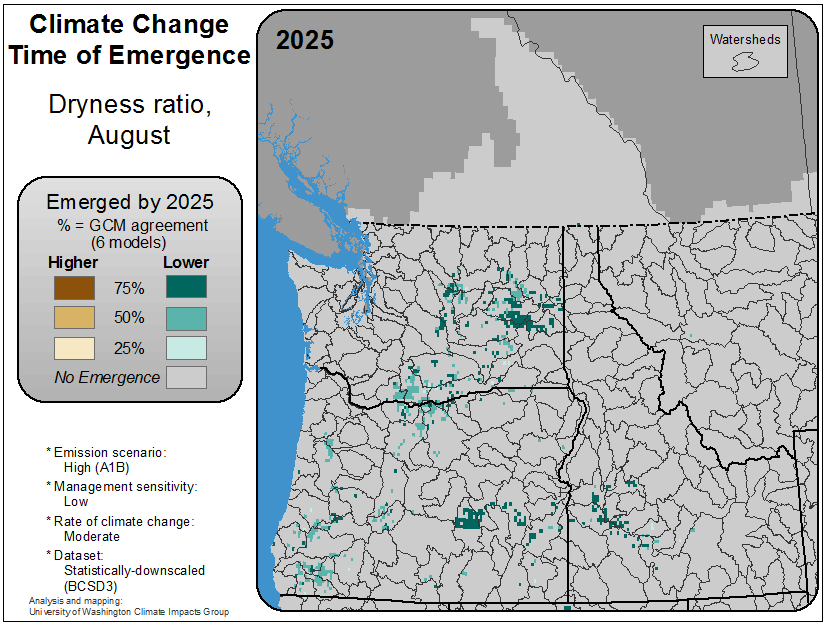 Climate Change
Time of Emergence
Dryness ratio,
August
Emerged by 2025
% = GCM agreement
(6 models)
Higher Lower
75%
50%
25%
No Emergence
* Emission scenario:
High (A1B)
* Management sensitivity:
Low
* Rate of climate change:
Moderate
* Dataset:
Statistically-downscaled
(BCSD3)
Analysis and mapping:
University of Washington Climate Impacts Group
2025
Watersheds